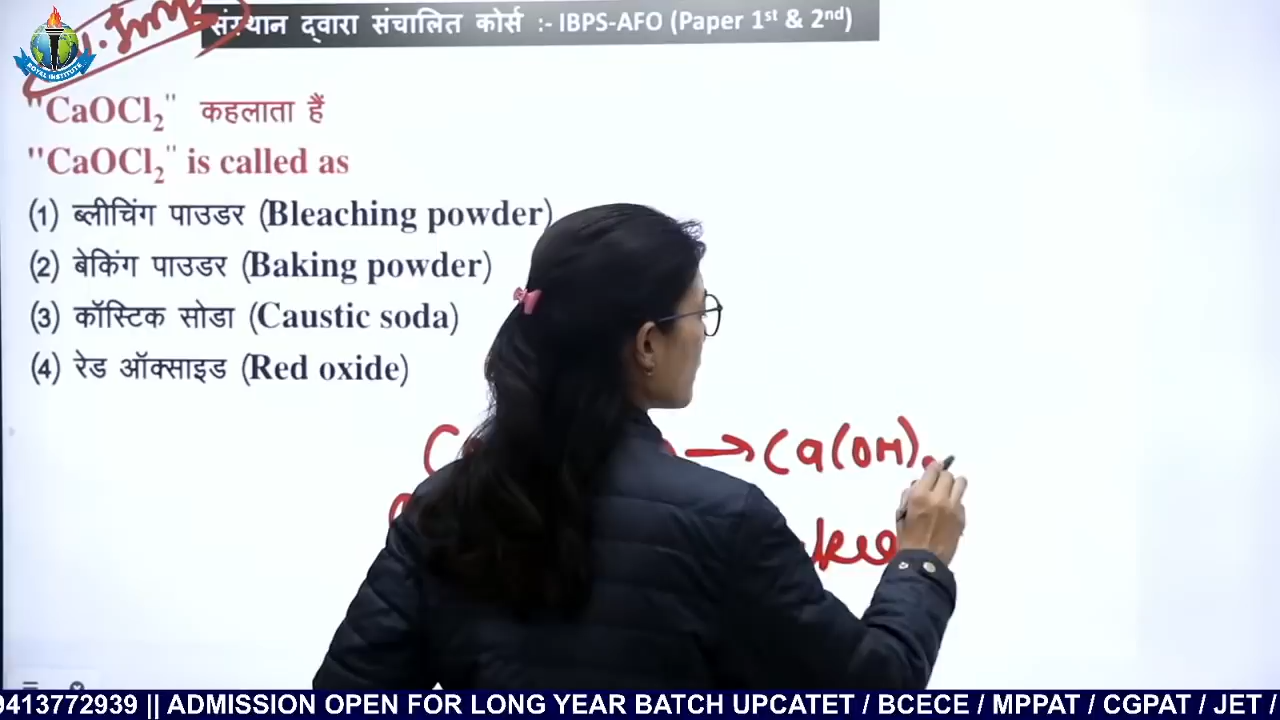 संस्थान द्वारा संचालित कोर्स :- IBPS-AFO (Paper 1st & 2nd)
V. Imp
ROYAL INSTITUTE
"CaOCl₂" कहलाता हैं
"CaOCl₂" is called as
(1) ब्लीचिंग पाउडर (Bleaching powder)
(2) बेकिंग पाउडर (Baking powder)
(3) कॉस्टिक सोडा (Caustic soda)
(4) रेड ऑक्साइड (Red oxide)
→ Ca(OH)
9413772939 || ADMISSION OPEN FOR LONG YEAR BATCH UPCATET / BCECE / MPPAT / CGPAT / JET /